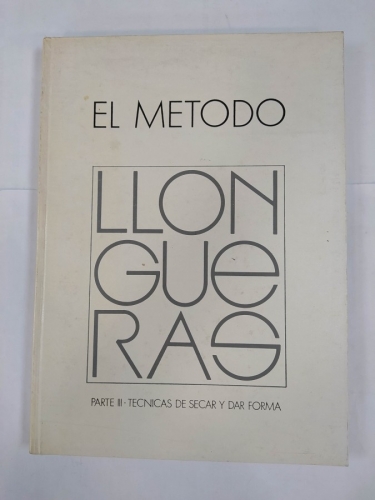 EL METODO
LLON
GUe
RAS
PARTE III · TECNICAS DE SECAR Y DAR FORMA